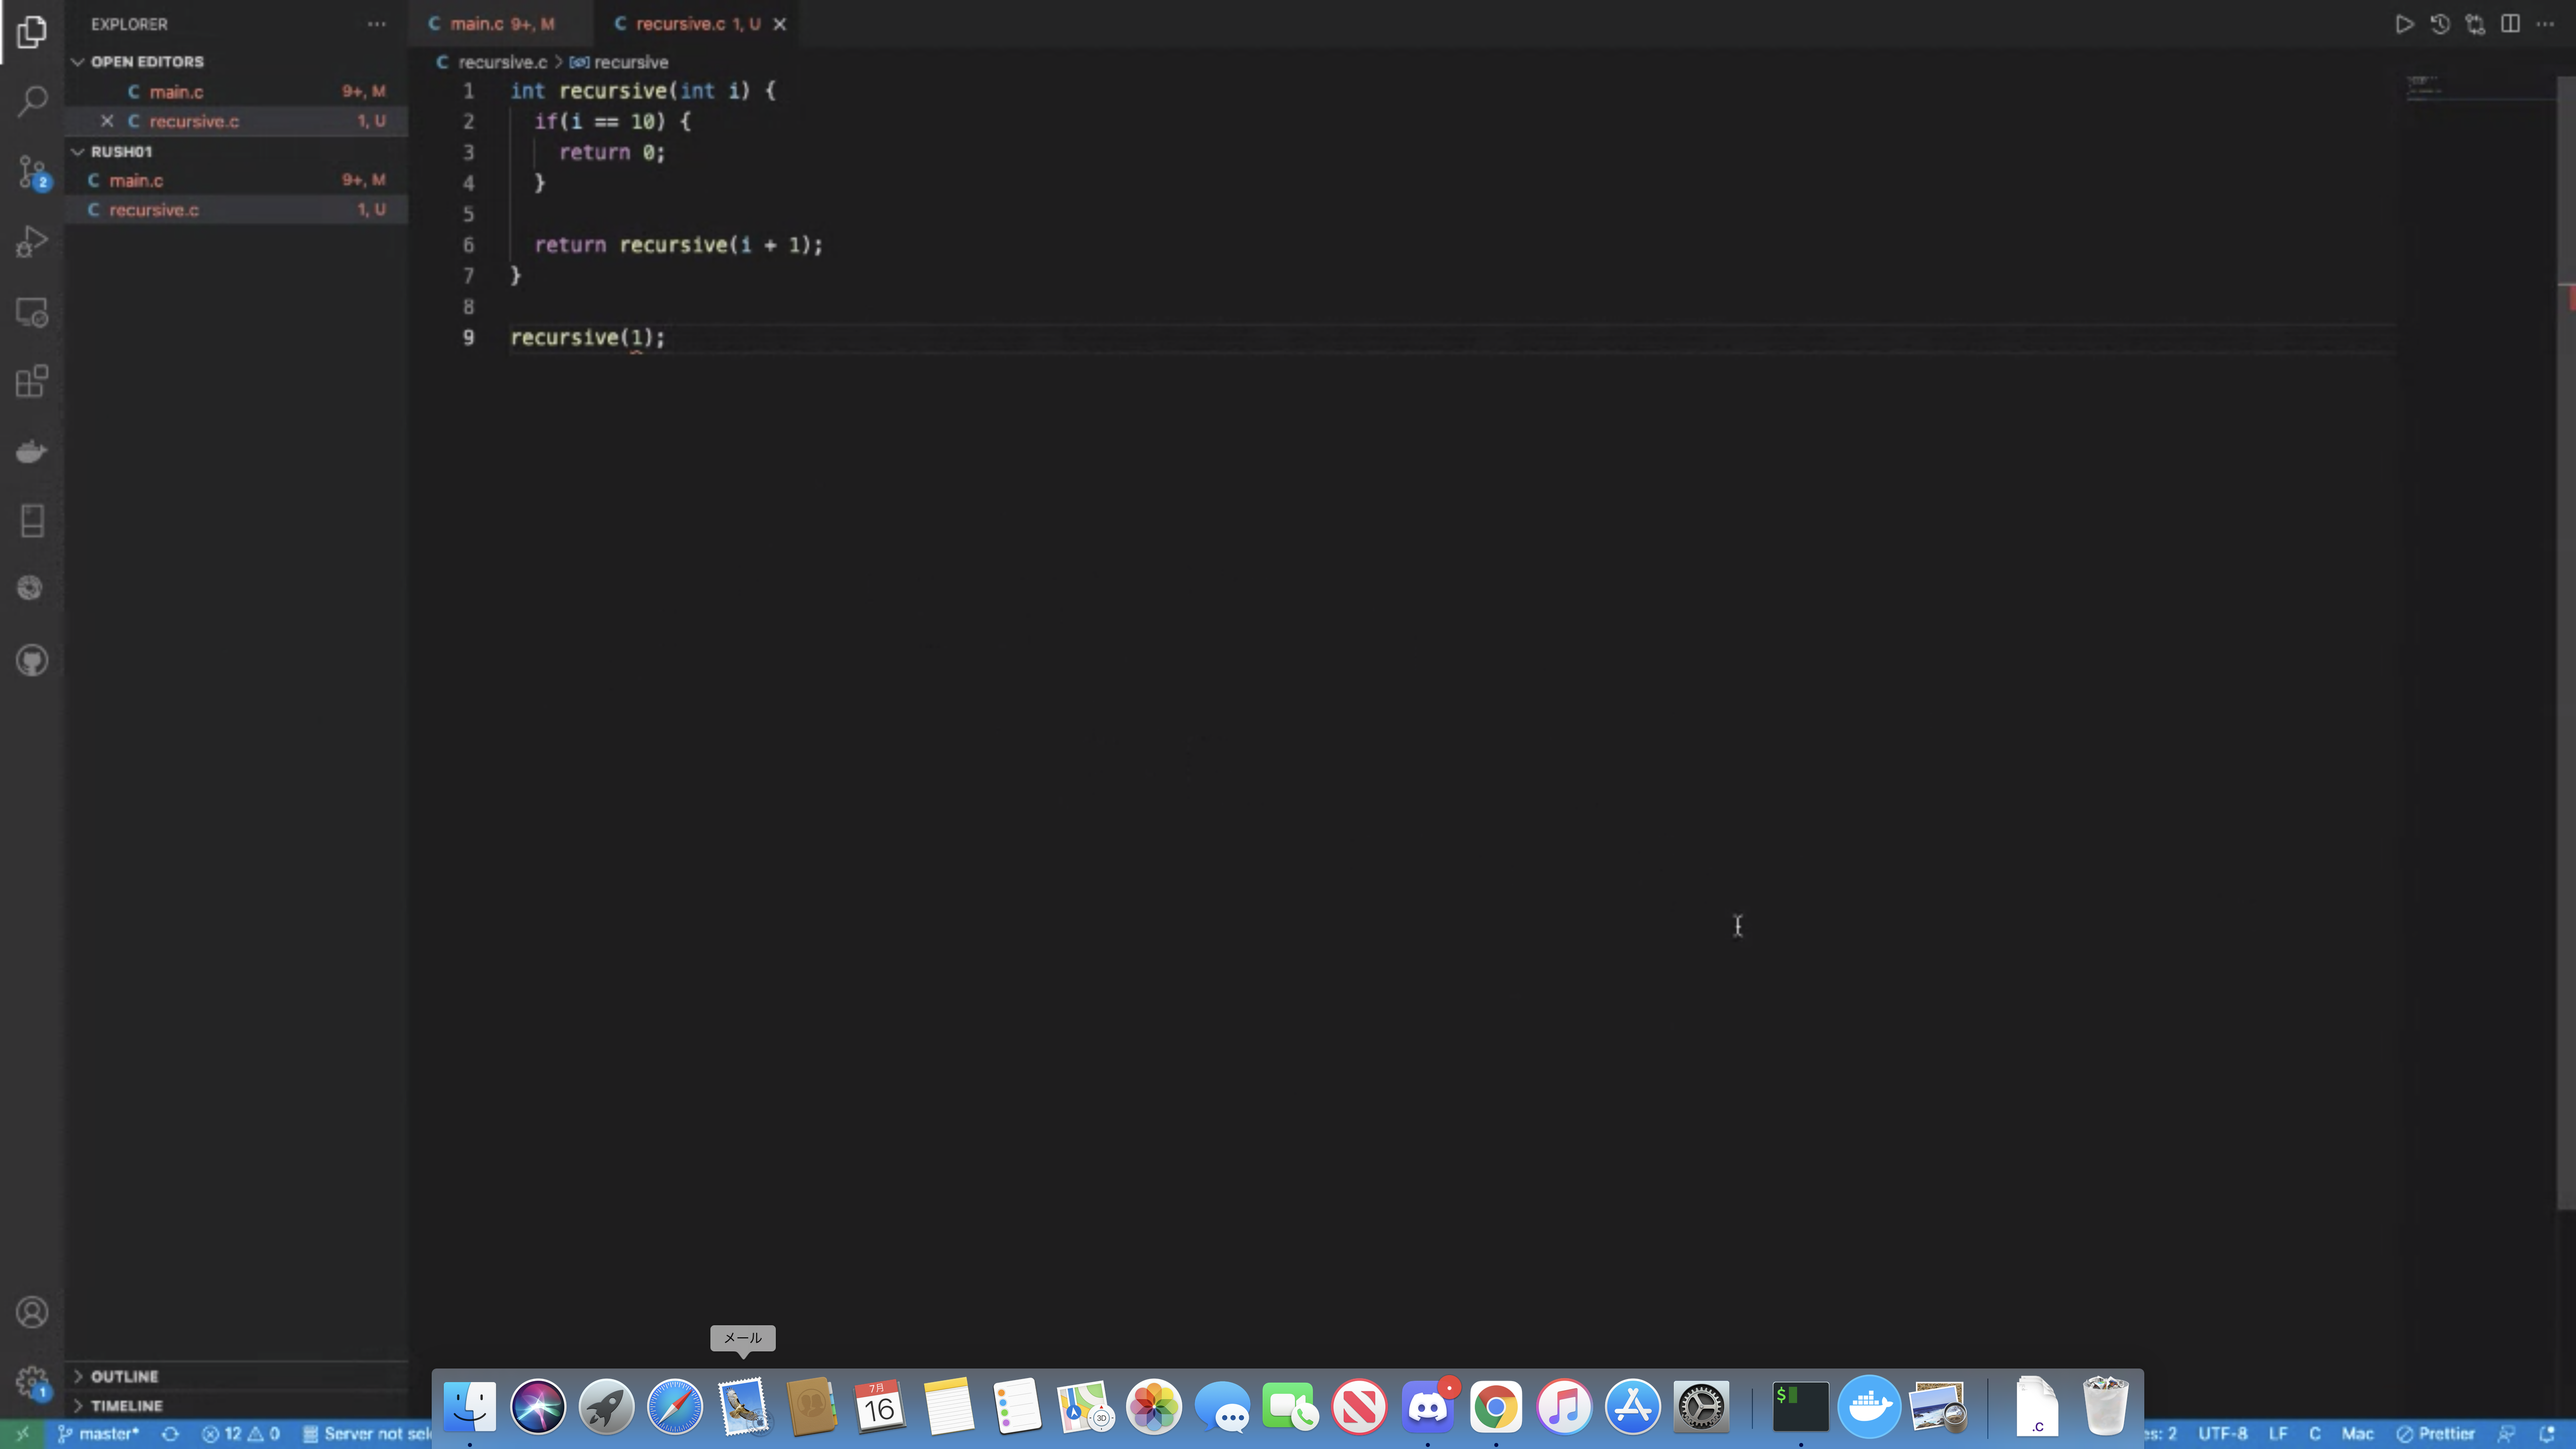 EXPLORER
OPEN EDITORS
C main.c 9+, M
C recursive.c 1, U
RUSH01
C main.c 9+, M
C recursive.c 1, U
2
C main.c 9+, M
C recursive.c 1, U
C recursive.c > recursive
1 int recursive(int i) {
2 if(i == 10) {
3 return 0;
4 }
5
6 return recursive(i + 1);
7 }
8
9 recursive(1);
メール
1
OUTLINE
TIMELINE
7月
16
3D
$
.c
master*
12 0
Server not sel
es: 2 UTF-8 LF C Mac Prettier